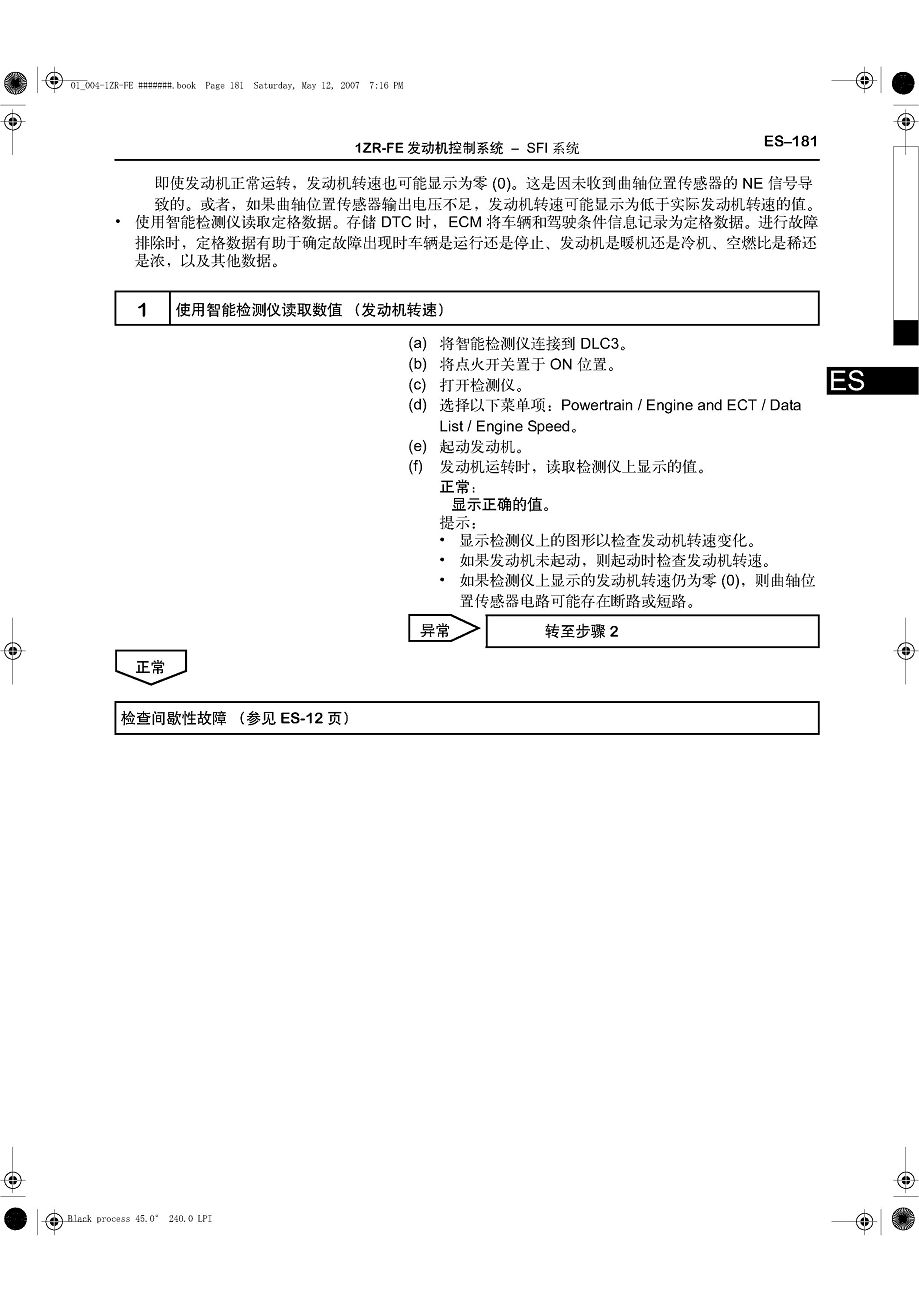 01_004-1ZR-FE #######.book Page 181 Saturday, May 12, 2007 7:16 PM
1ZR-FE 发动机控制系统 – SFI 系统
ES–181
即使发动机正常运转，发动机转速也可能显示为零 (0)。这是因未收到曲轴位置传感器的 NE 信号导
致的。或者，如果曲轴位置传感器输出电压不足，发动机转速可能显示为低于实际发动机转速的值。
• 使用智能检测仪读取定格数据。存储 DTC 时，ECM 将车辆和驾驶条件信息记录为定格数据。进行故障
排除时，定格数据有助于确定故障出现时车辆是运行还是停止、发动机是暖机还是冷机、空燃比是稀还
是浓，以及其他数据。
1 使用智能检测仪读取数值 （发动机转速）
(a) 将智能检测仪连接到 DLC3。
(b) 将点火开关置于 ON 位置。
ES
(c) 打开检测仪。
(d) 选择以下菜单项：Powertrain / Engine and ECT / Data
List / Engine Speed。
(e) 起动发动机。
(f) 发动机运转时，读取检测仪上显示的值。
正常：
显示正确的值。
提示：
• 显示检测仪上的图形以检查发动机转速变化。
• 如果发动机未起动，则起动时检查发动机转速。
• 如果检测仪上显示的发动机转速仍为零 (0)，则曲轴位
置传感器电路可能存在断路或短路。
异常 转至步骤 2
正常
检查间歇性故障 （参见 ES-12 页）
Black process 45.0° 240.0 LPI